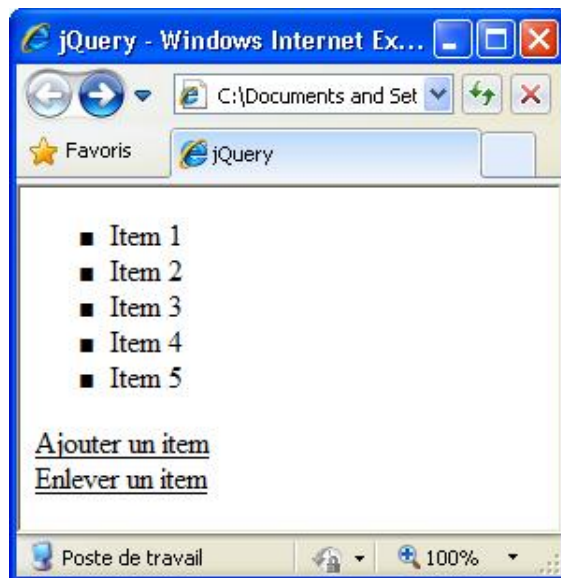 jQuery - Windows Internet Ex...
C:\Documents and Set
Favoris
jQuery
Item 1
Item 2
Item 3
Item 4
Item 5
Ajouter un item
Enlever un item
Poste de travail
100%